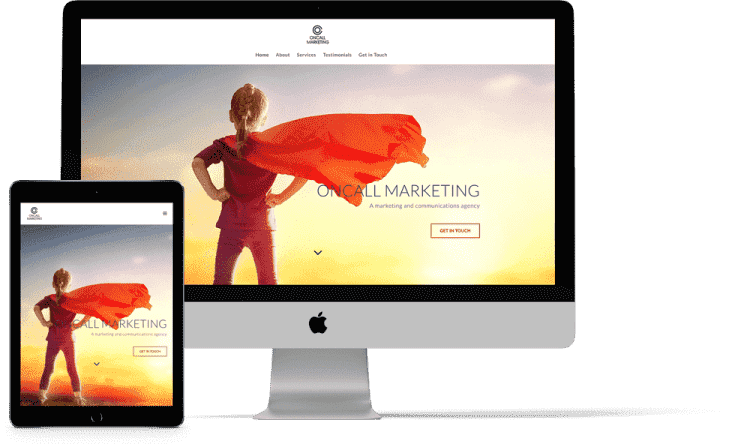 ONCALL
MARKETING
Home About Services Testimonials Get in Touch
ONCALL MARKETING
A marketing and communications agency
GET IN TOUCH
ONCALL
MARKETING
ONCALL MARKETING
A marketing and communications agency
GET IN TOUCH